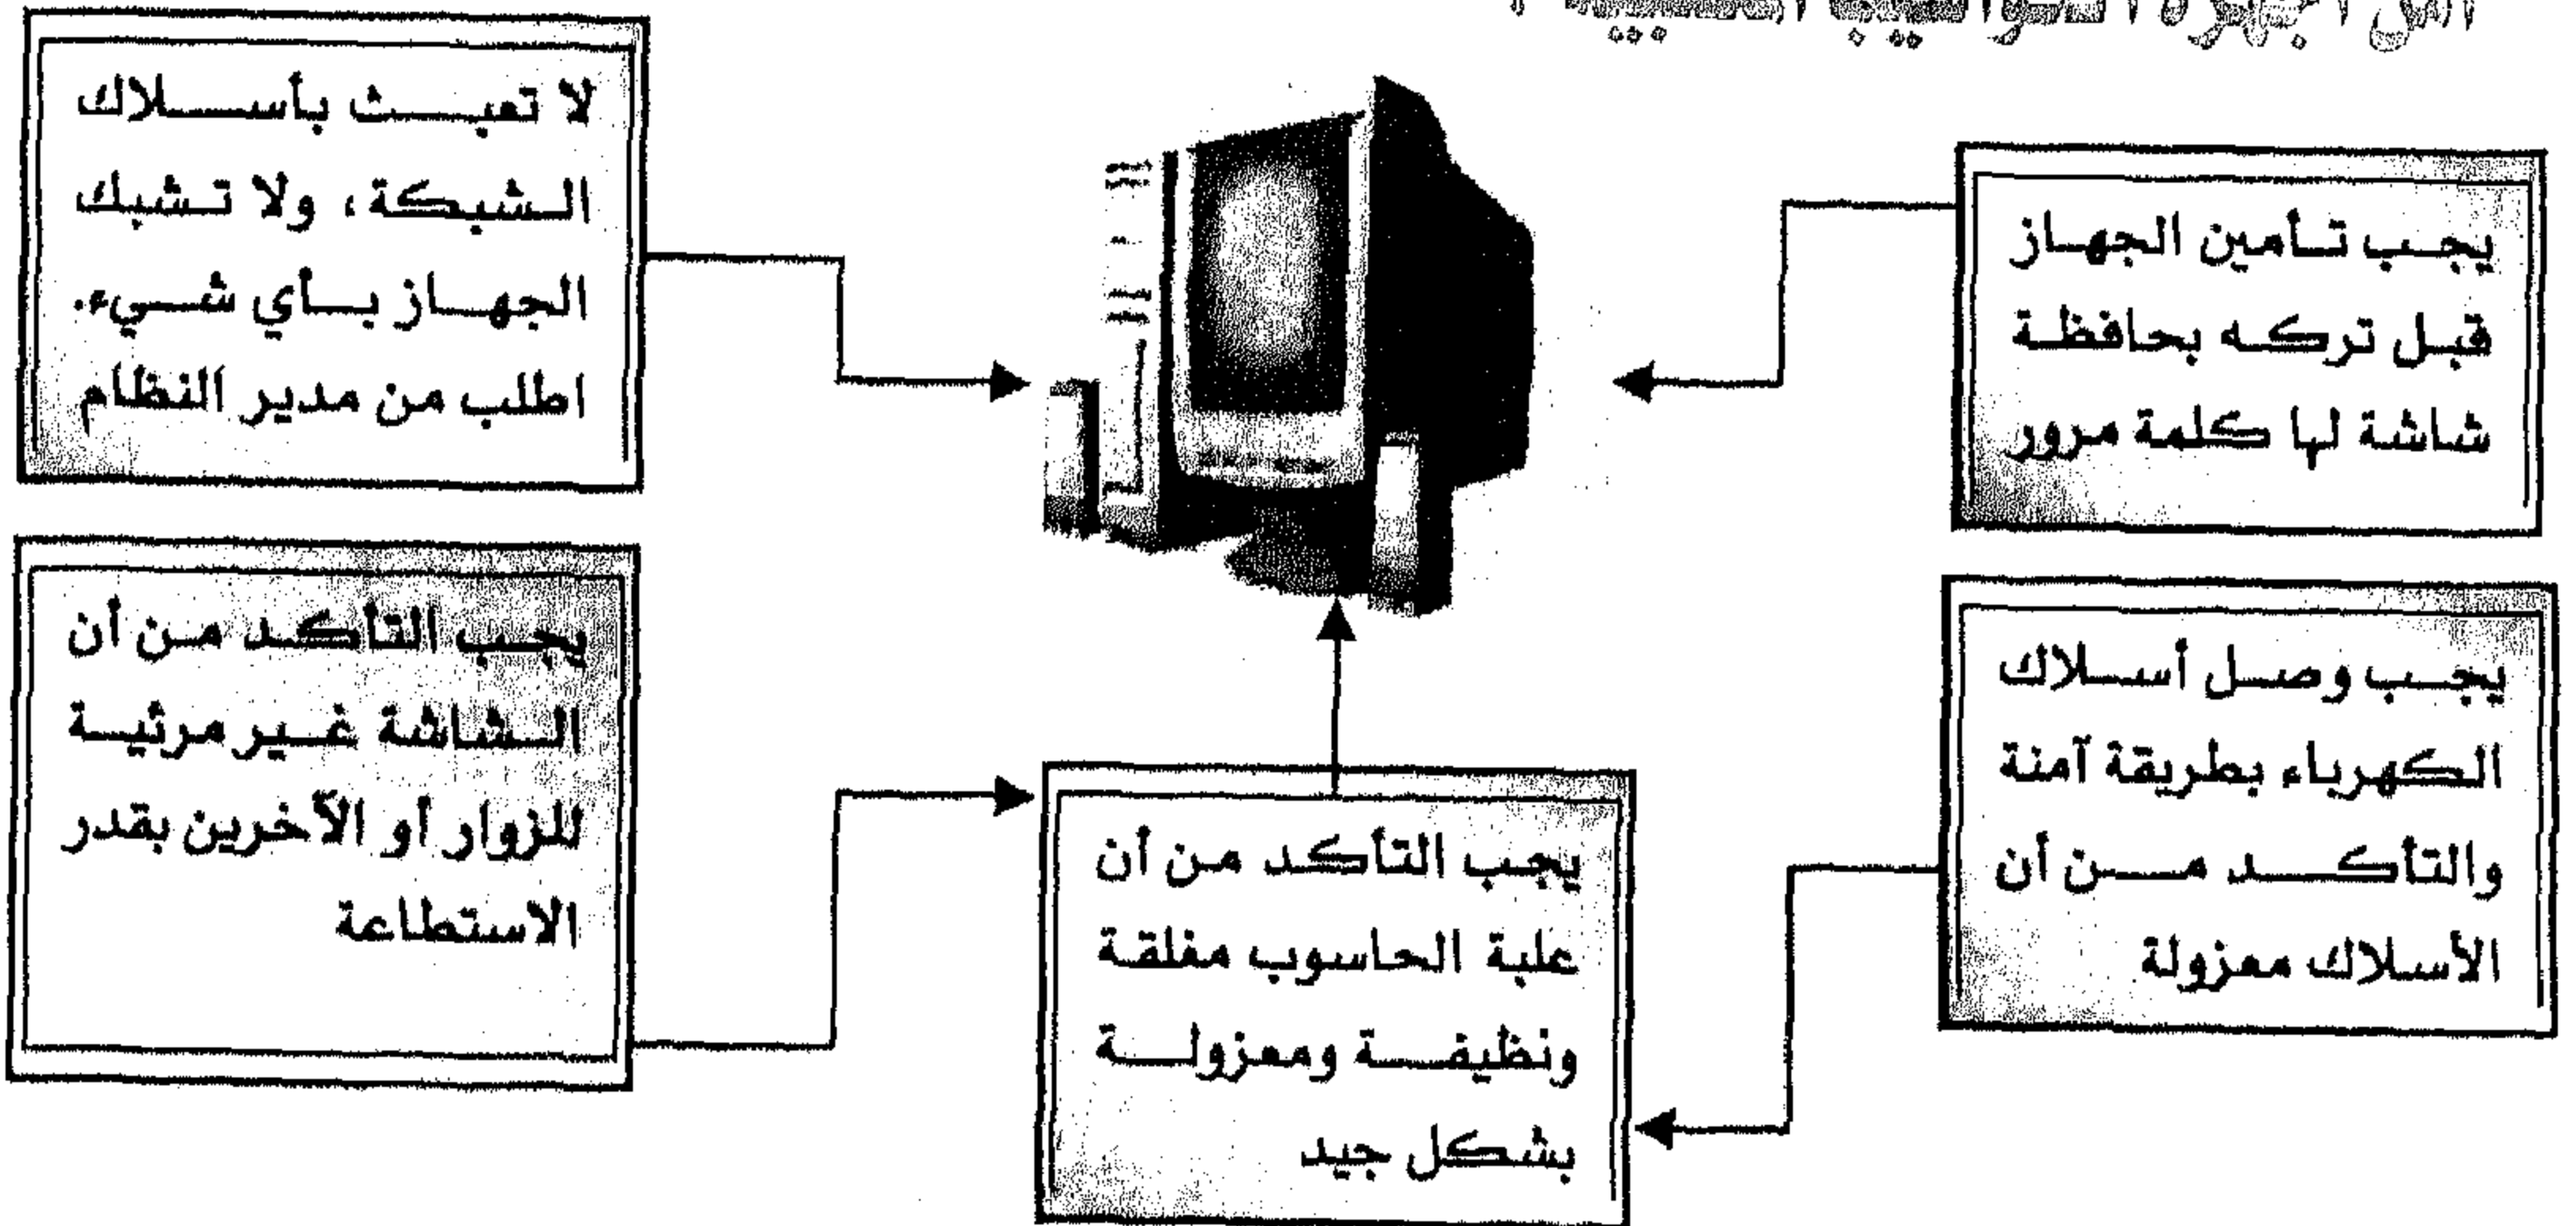 أمن أجهزة الحواسيب
يجب تأمين الجهاز
قبل تركه بحافظة
شاشة لها كلمة مرور
لا تعبث بأسلاك
الشبكة، ولا تشبك
الجهاز بأي شيء.
اطلب من مدير النظام
يجب وصل أسلاك
الكهرباء بطريقة آمنة
والتأكد من أن
الأسلاك معزولة
يجب التأكد من أن
علبة الحاسوب مغلقة
ونظيفة ومعزولة
بشكل جيد
يجب التأكد من أن
الشاشة غير مرئية
للزوار أو الآخرين بقدر
الاستطاعة